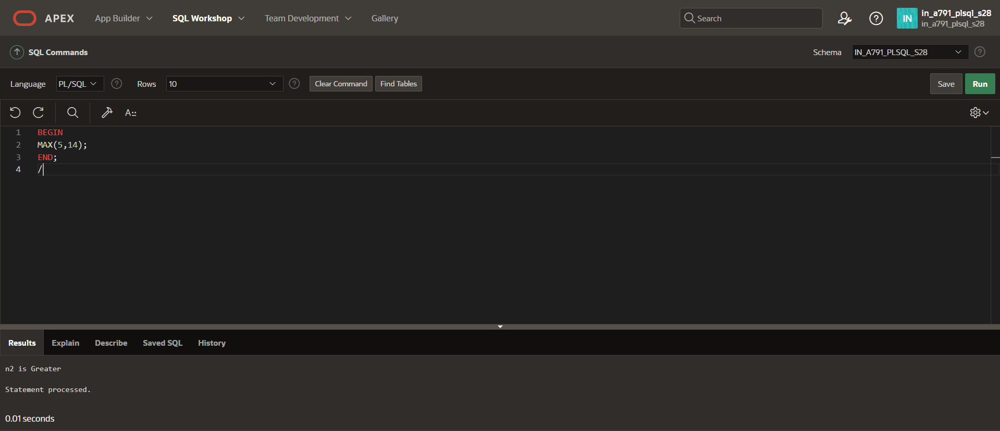 APEX App Builder SQL Workshop Team Development Gallery Search IN in_a791_plsql_s28
in_a791_plsql_s28
SQL Commands Schema IN_A791_PLSQL_S28
Language PL/SQL Rows 10 Clear Command Find Tables Save Run
A::
1 BEGIN
2 MAX(5,14);
3 END;
4 /
Results Explain Describe Saved SQL History
n2 is Greater
Statement processed.
0.01 seconds